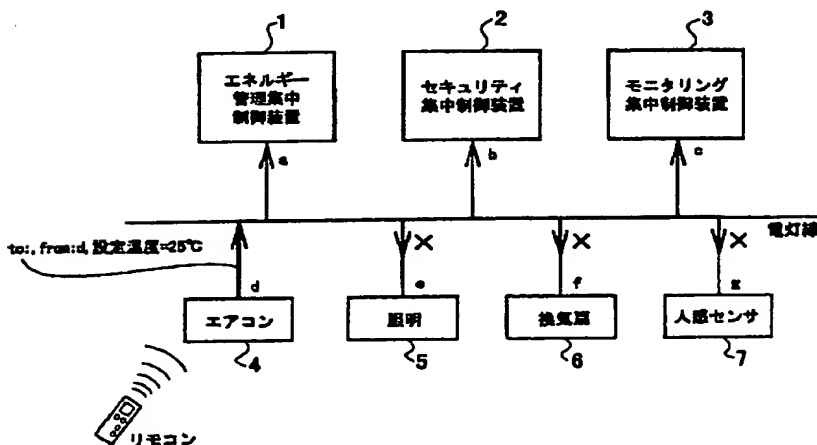 1
エネルギー
管理集中
制御装置
a
2
セキュリティ
集中制御装置
b
3
モニタリング
集中制御装置
c
電灯線
to:, from:d, 設定温度=25℃
d
エアコン
4
e
照明
5
f
換気扇
6
g
人感センサ
7
リモコン